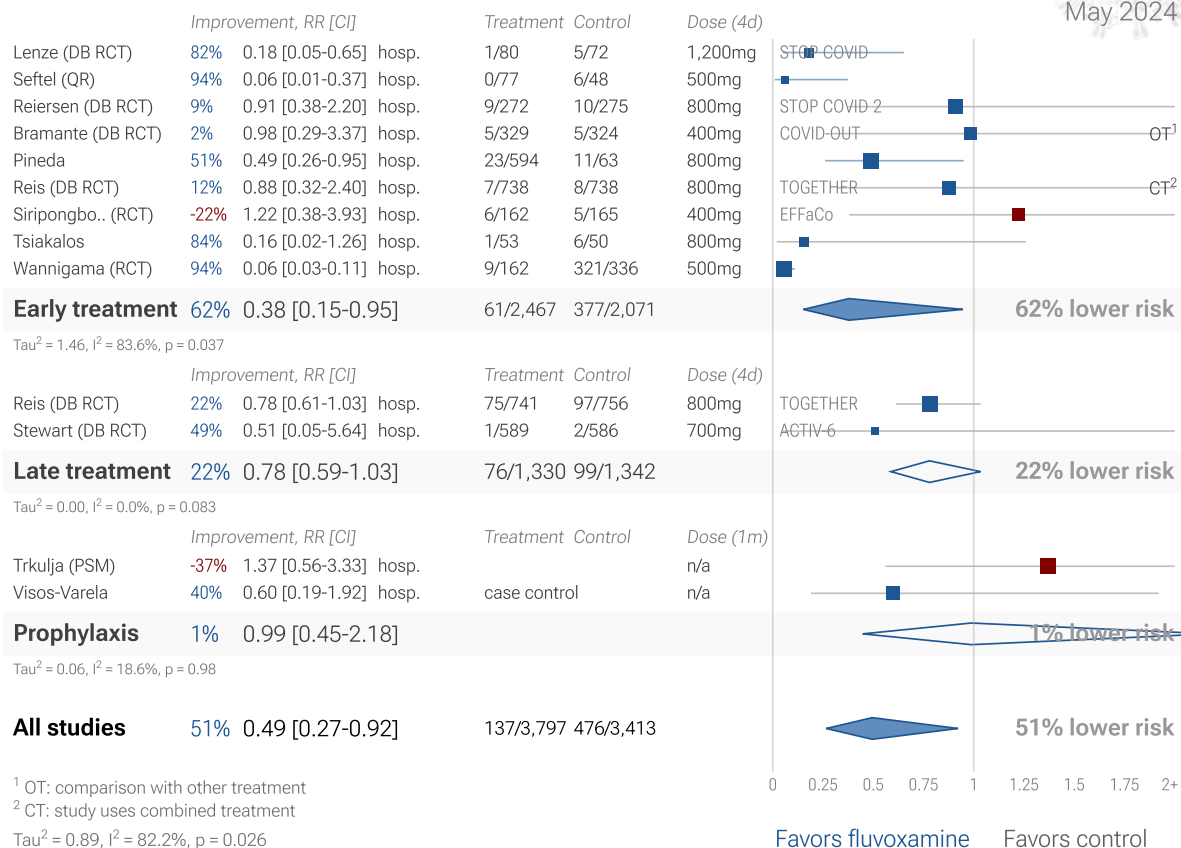 May 2024
Improvement, RR [CI] Treatment Control Dose (4d)
Lenze (DB RCT) 82% 0.18 [0.05-0.65] hosp. 1/80 5/72 1,200mg STOP COVID
Seftel (QR) 94% 0.06 [0.01-0.37] hosp. 0/77 6/48 500mg
Reiersen (DB RCT) 9% 0.91 [0.38-2.20] hosp. 9/272 10/275 800mg STOP COVID 2
Bramante (DB RCT) 2% 0.98 [0.29-3.37] hosp. 5/329 5/324 400mg COVID-OUT OT1
Pineda 51% 0.49 [0.26-0.95] hosp. 23/594 11/63 800mg
Reis (DB RCT) 12% 0.88 [0.32-2.40] hosp. 7/738 8/738 800mg TOGETHER CT2
Siripongbo.. (RCT) -22% 1.22 [0.38-3.93] hosp. 6/162 5/165 400mg EFFaCo
Tsiakalos 84% 0.16 [0.02-1.26] hosp. 1/53 6/50 800mg
Wannigama (RCT) 94% 0.06 [0.03-0.11] hosp. 9/162 321/336 500mg
Early treatment 62% 0.38 [0.15-0.95] 61/2,467 377/2,071 62% lower risk
Tau2 = 1.46, I2 = 83.6%, p = 0.037
Improvement, RR [CI] Treatment Control Dose (4d)
Reis (DB RCT) 22% 0.78 [0.61-1.03] hosp. 75/741 97/756 800mg TOGETHER
Stewart (DB RCT) 49% 0.51 [0.05-5.64] hosp. 1/589 2/586 700mg ACTIV-6
Late treatment 22% 0.78 [0.59-1.03] 76/1,330 99/1,342 22% lower risk
Tau2 = 0.00, I2 = 0.0%, p = 0.083
Improvement, RR [CI] Treatment Control Dose (1m)
Trkulja (PSM) -37% 1.37 [0.56-3.33] hosp. n/a
Visos-Varela 40% 0.60 [0.19-1.92] hosp. case control n/a
Prophylaxis 1% 0.99 [0.45-2.18] 1% lower risk
Tau2 = 0.06, I2 = 18.6%, p = 0.98
All studies 51% 0.49 [0.27-0.92] 137/3,797 476/3,413 51% lower risk
0 0.25 0.5 0.75 1 1.25 1.5 1.75 2+
1 OT: comparison with other treatment
2 CT: study uses combined treatment
Tau2 = 0.89, I2 = 82.2%, p = 0.026 Favors fluvoxamine Favors control